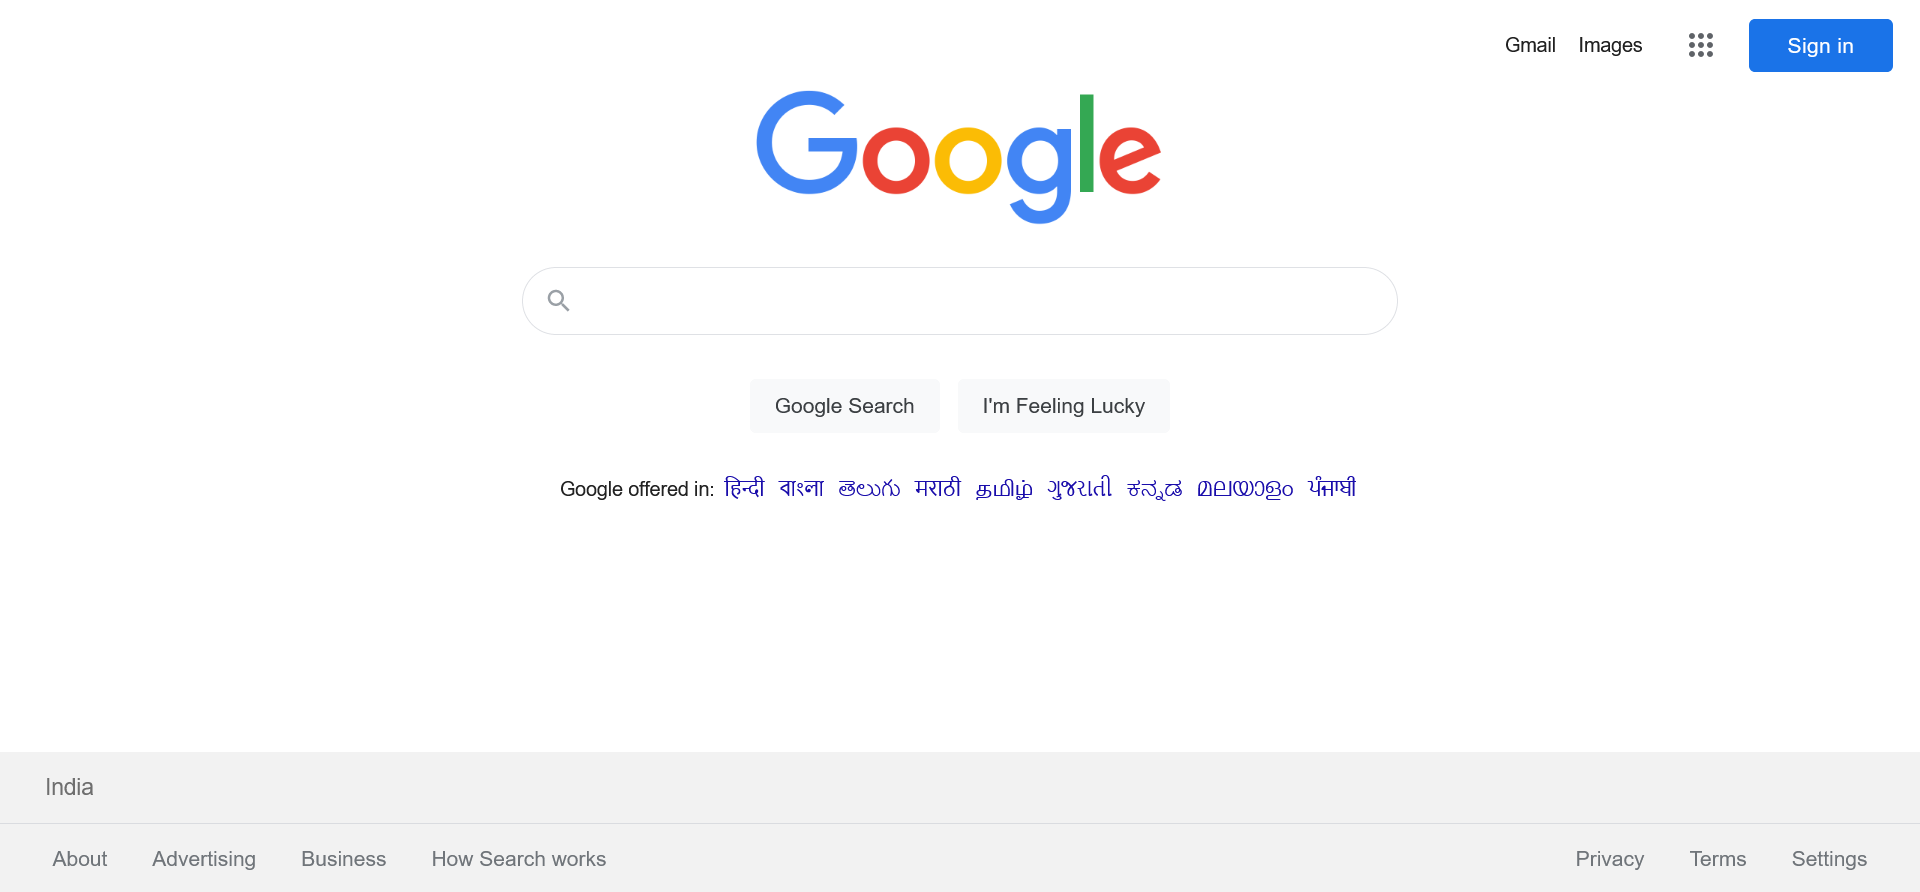 Gmail Images Sign in
Google
Google Search I'm Feeling Lucky
Google offered in: हिन्दी বাংলা తెలుగు मराठी தமிழ் ગુજરાતી ಕನ್ನಡ മലയാളം ਪੰਜਾਬੀ
India
About Advertising Business How Search works Privacy Terms Settings